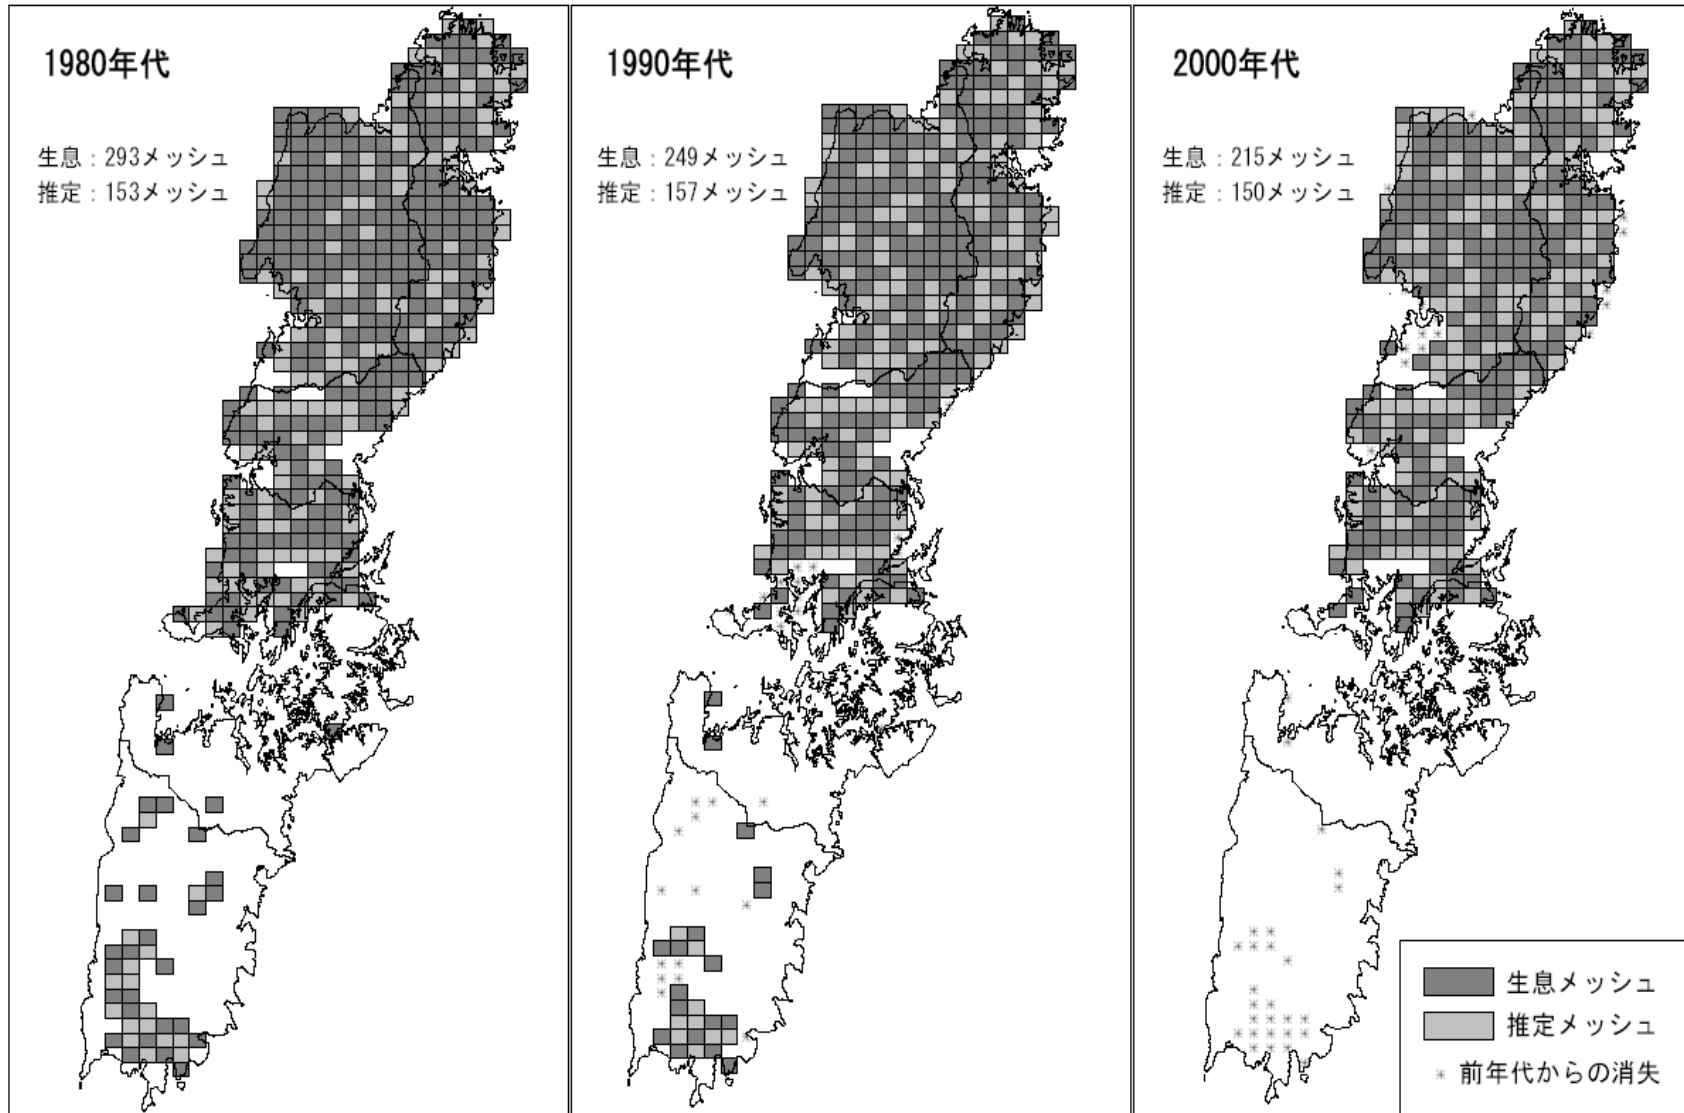 1980年代
生息：293メッシュ
推定：153メッシュ
1990年代
生息：249メッシュ
推定：157メッシュ
2000年代
生息：215メッシュ
推定：150メッシュ
生息メッシュ
推定メッシュ
* 前年代からの消失